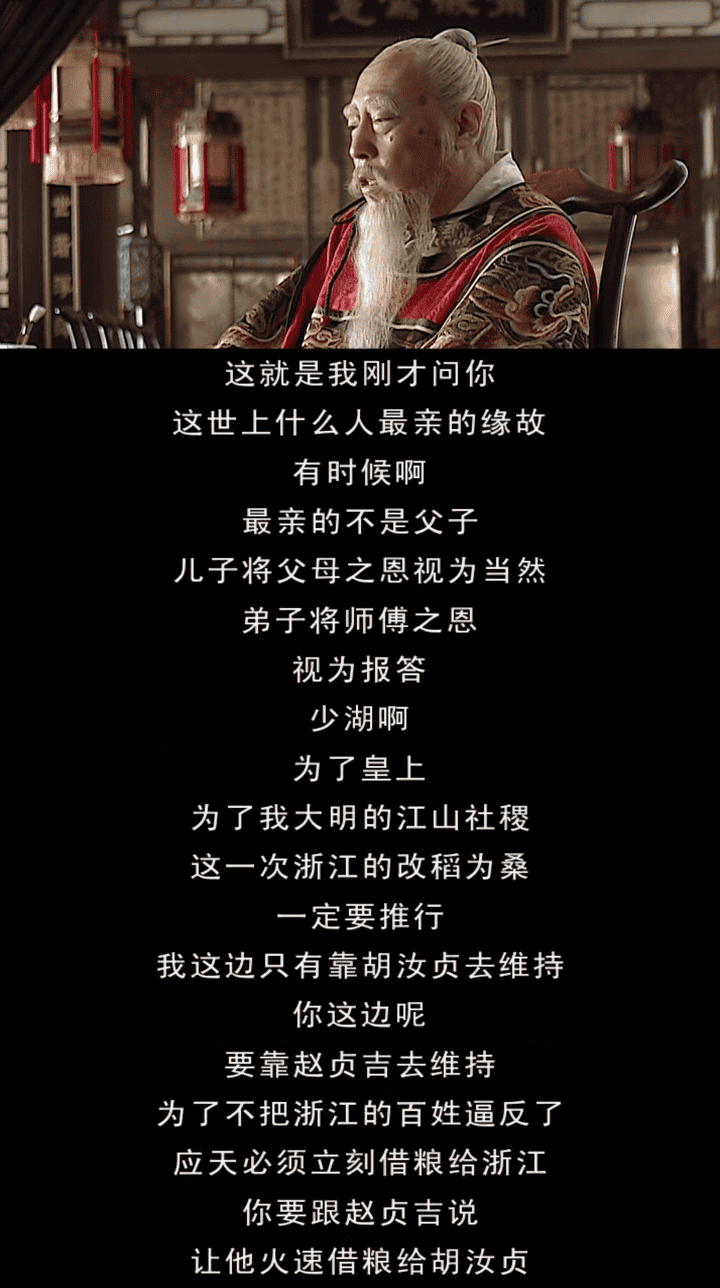 这就是我刚才问你
这世上什么人最亲的缘故
有时候啊
最亲的不是父子
儿子将父母之恩视为当然
弟子将师傅之恩
视为报答
少湖啊
为了皇上
为了我大明的江山社稷
这一次浙江的改稻为桑
一定要推行
我这边只有靠胡汝贞去维持
你这边呢
要靠赵贞吉去维持
为了不把浙江的百姓逼反了
应天必须立刻借粮给浙江
你要跟赵贞吉说
让他火速借粮给胡汝贞